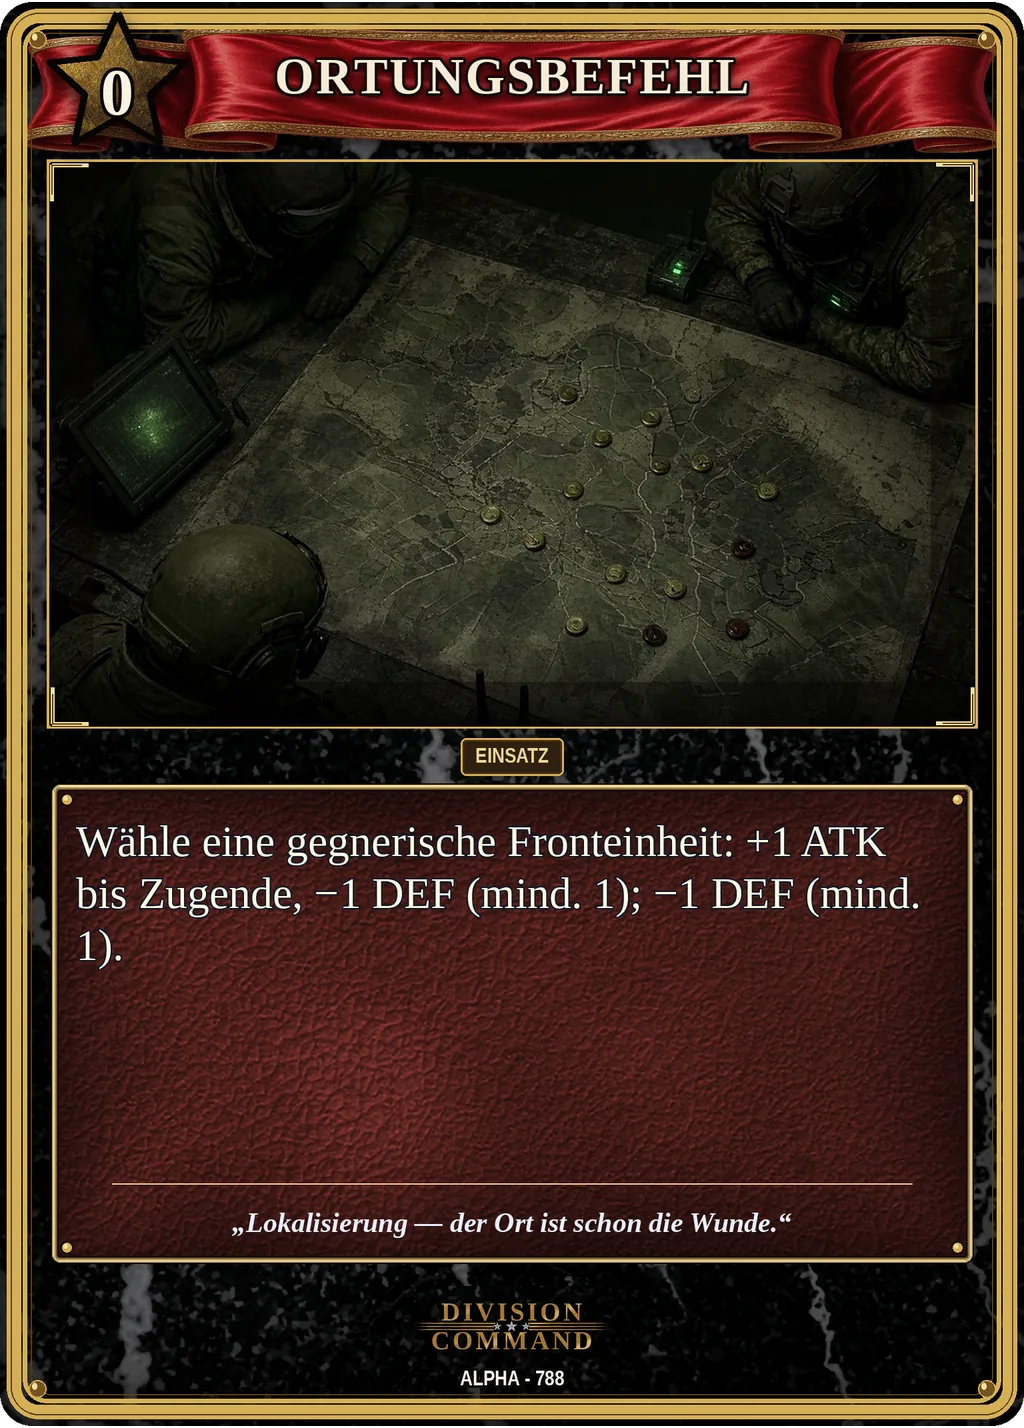 0
ORTUNGSBEFEHL
EINSATZ
Wähle eine gegnerische Fronteinheit: +1 ATK
bis Zugende, −1 DEF (mind. 1); −1 DEF (mind.
1).
„Lokalisierung — der Ort ist schon die Wunde.“
DIVISION
COMMAND
ALPHA - 788